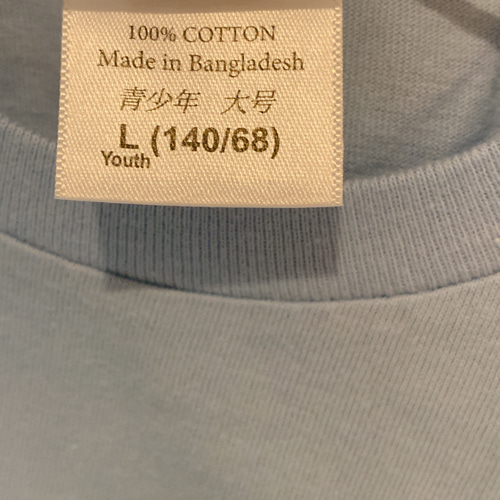 100% COTTON
Made in Bangladesh
青少年 大号
L (140/68)
Youth